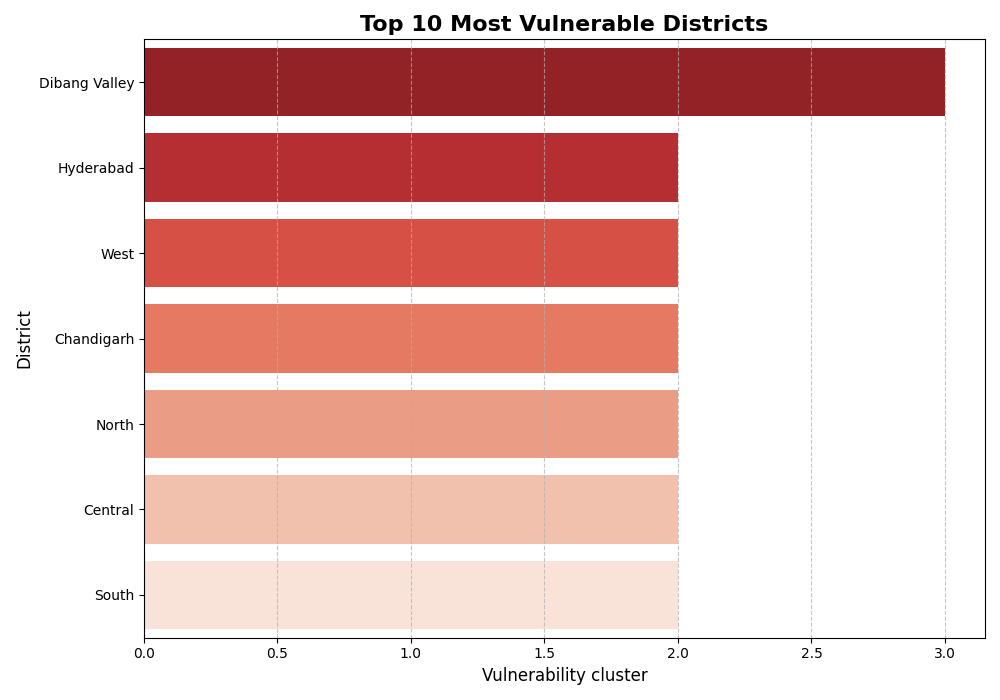 Top 10 Most Vulnerable Districts
District
Dibang Valley
Hyderabad
West
Chandigarh
North
Central
South
0.0 0.5 1.0 1.5 2.0 2.5 3.0
Vulnerability cluster